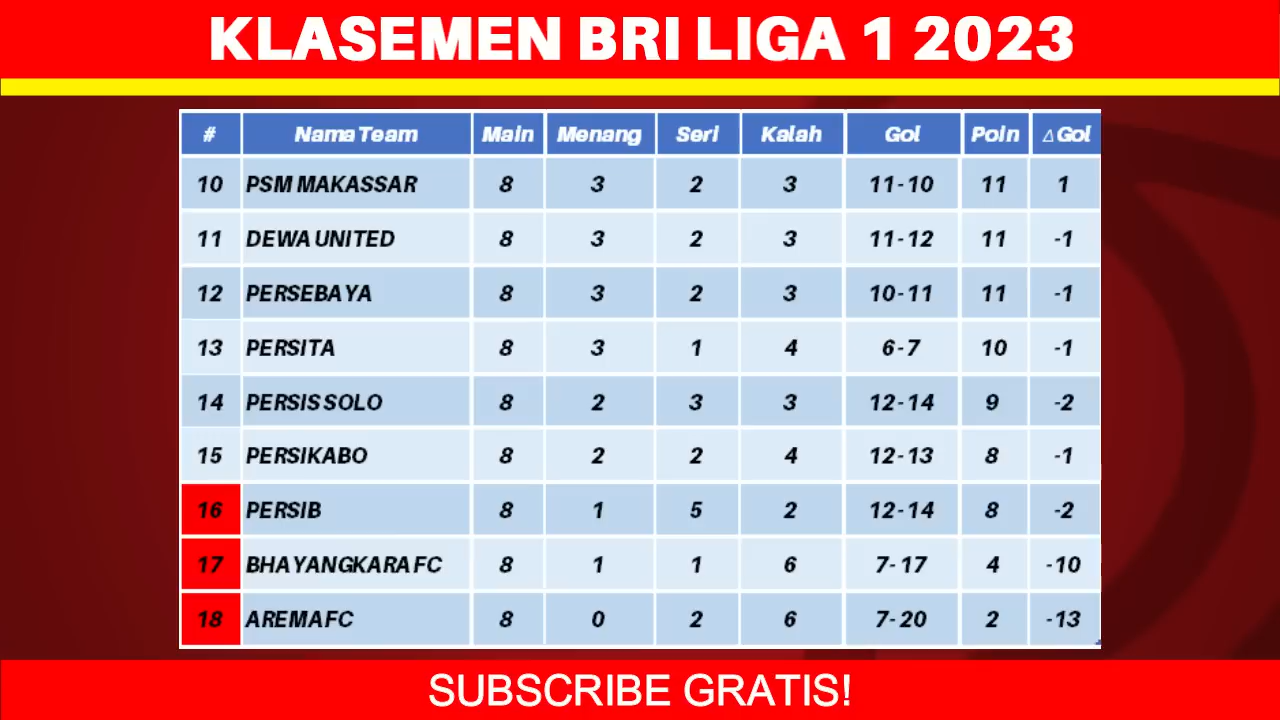 KLASEMEN BRI LIGA 1 2023
# Nama Team Main Menang Seri Kalah Gol Poin △Gol
10 PSM MAKASSAR 8 3 2 3 11-10 11 1
11 DEWA UNITED 8 3 2 3 11-12 11 -1
12 PERSEBAYA 8 3 2 3 10-11 11 -1
13 PERSITA 8 3 1 4 6-7 10 -1
14 PERSIS SOLO 8 2 3 3 12-14 9 -2
15 PERSIKABO 8 2 2 4 12-13 8 -1
16 PERSIB 8 1 5 2 12-14 8 -2
17 BHAYANGKARA FC 8 1 1 6 7-17 4 -10
18 AREMA FC 8 0 2 6 7-20 2 -13
SUBSCRIBE GRATIS!